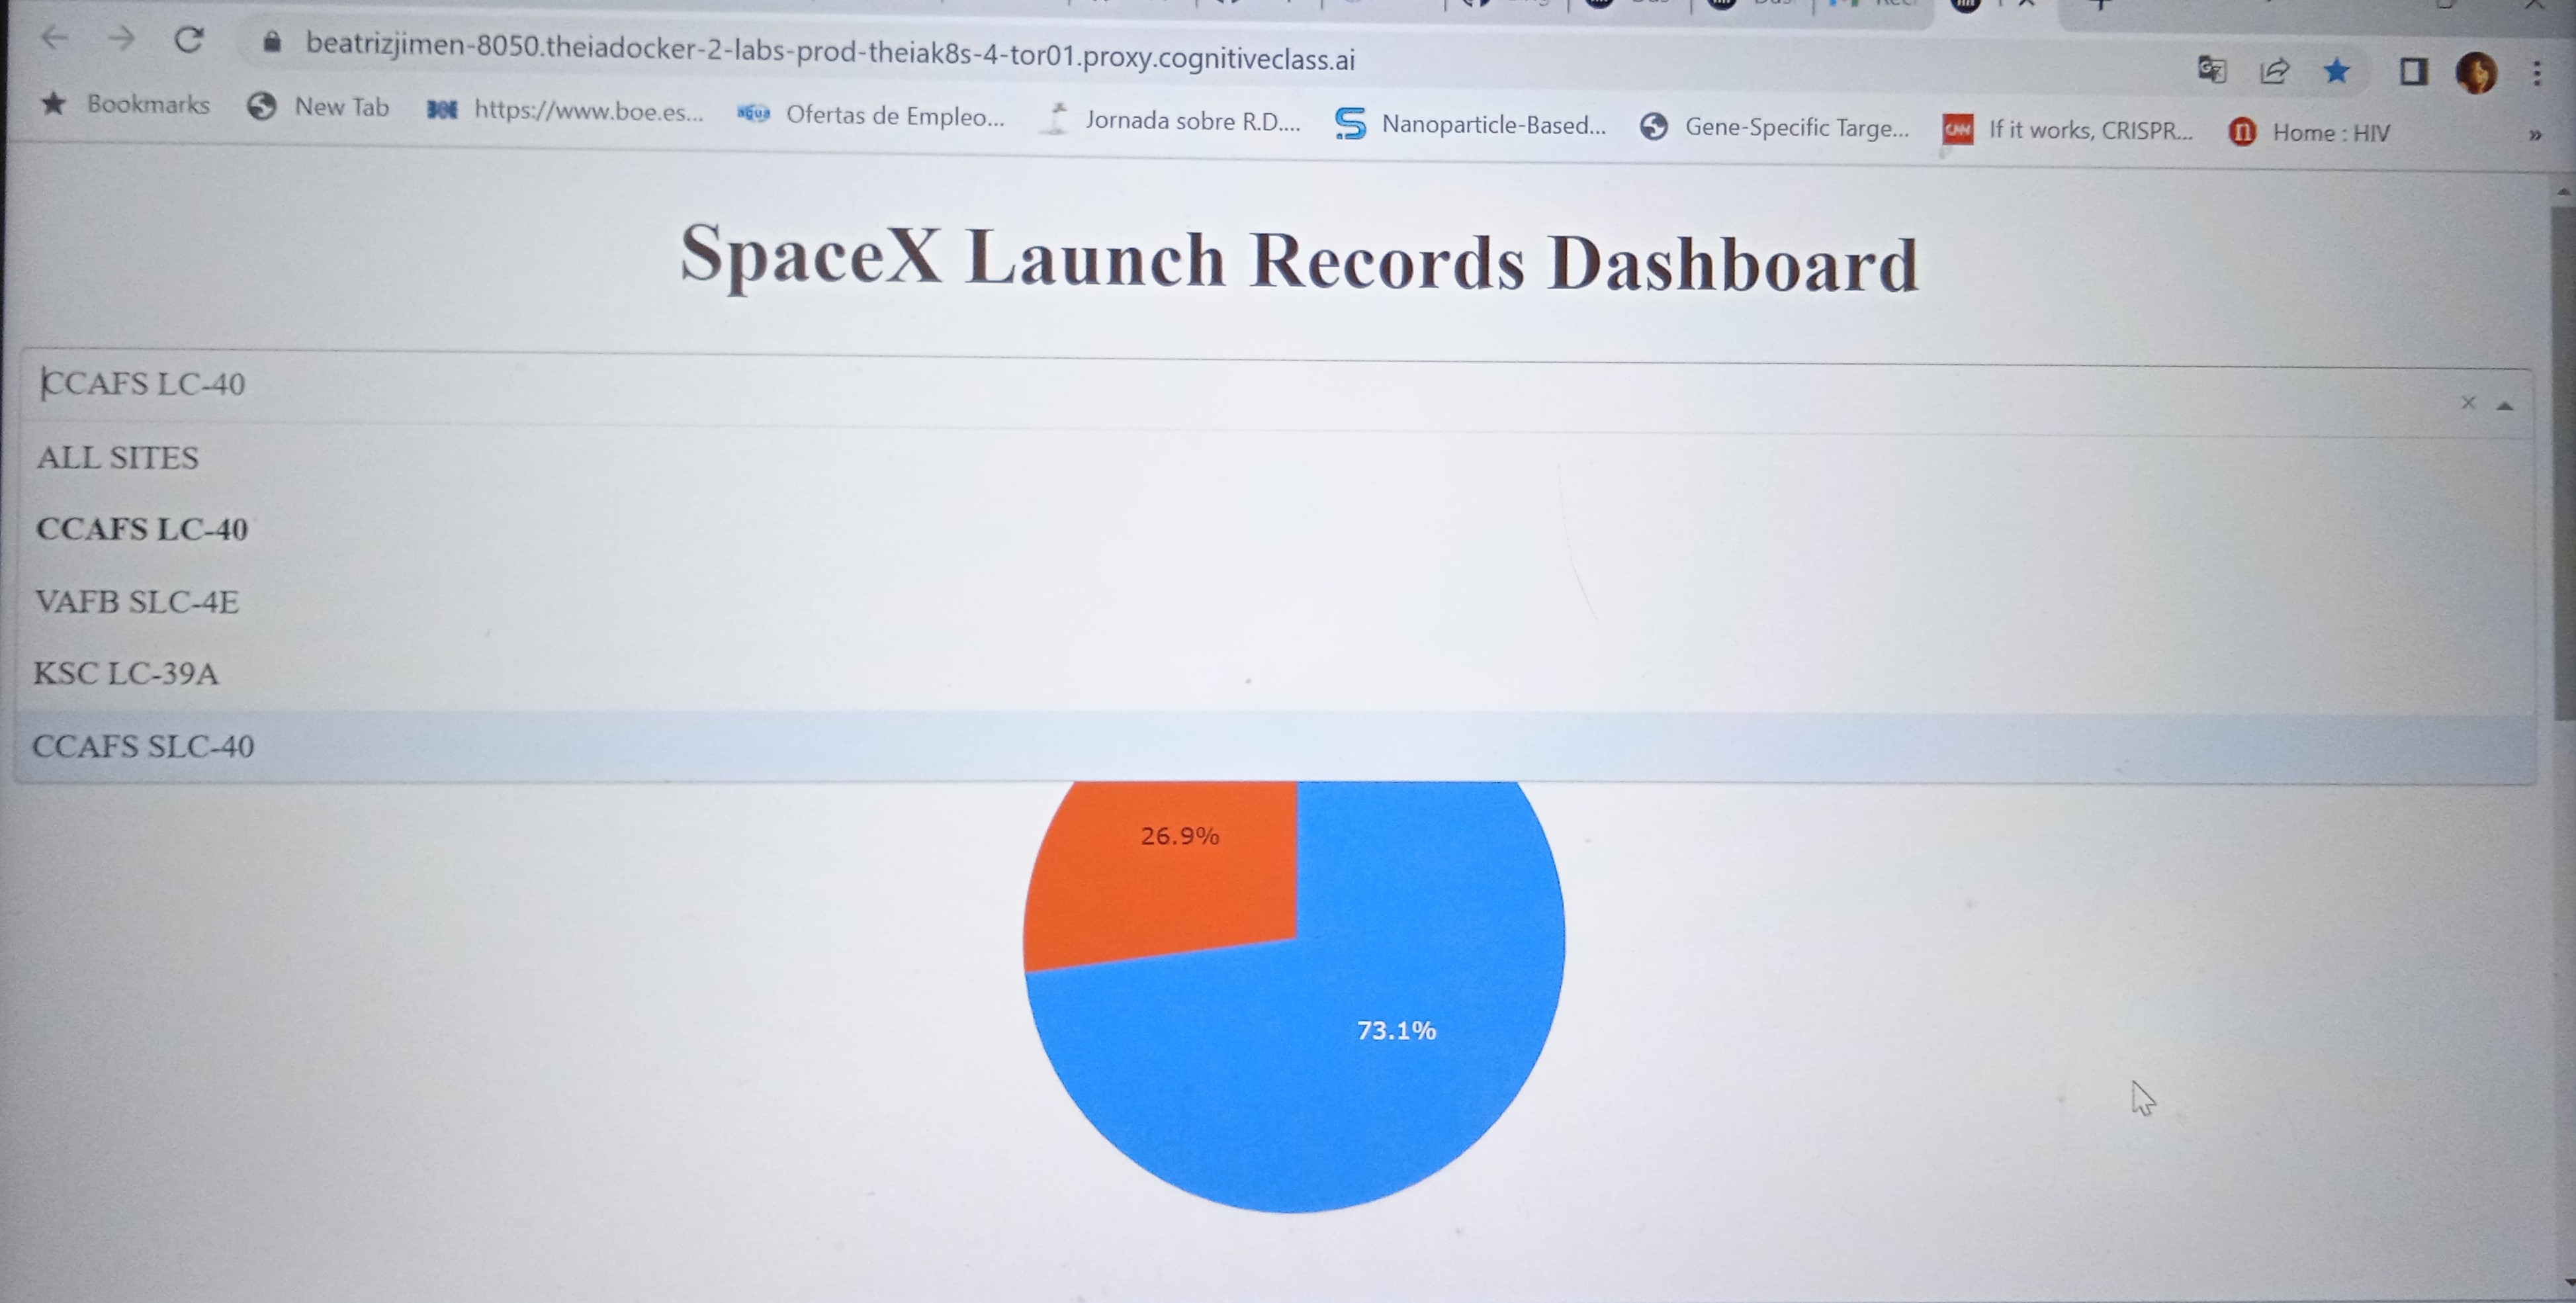 beatrizjimen-8050.theiadocker-2-labs-prod-theiak8s-4-tor01.proxy.cognitiveclass.ai
Bookmarks New Tab https://www.boe.es... Ofertas de Empleo... Jornada sobre R.D.... Nanoparticle-Based... Gene-Specific Targe... If it works, CRISPR... Home : HIV »
SpaceX Launch Records Dashboard
CCAFS LC-40
ALL SITES
CCAFS LC-40
VAFB SLC-4E
KSC LC-39A
CCAFS SLC-40
26.9%
73.1%